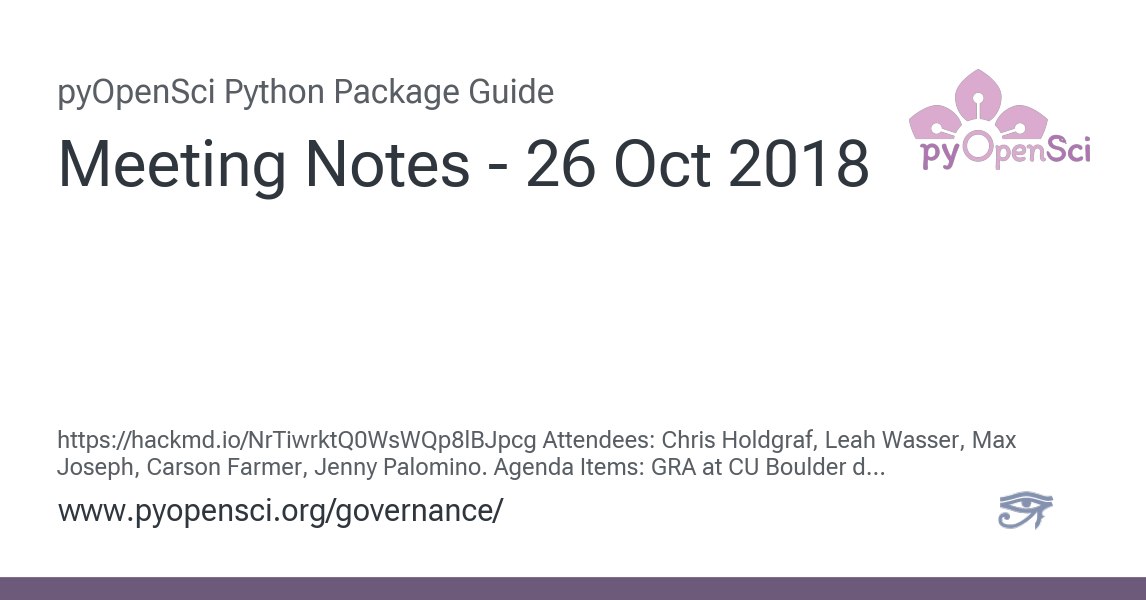 pyOpenSci Python Package Guide
Meeting Notes - 26 Oct 2018
pyOpenSci
https://hackmd.io/NrTiwrktQ0WsWQp8lBJpcg Attendees: Chris Holdgraf, Leah Wasser, Max
Joseph, Carson Farmer, Jenny Palomino. Agenda Items: GRA at CU Boulder d...
www.pyopensci.org/governance/